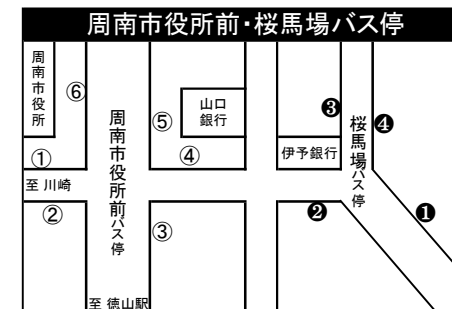 周南市役所前・桜馬場バス停
周南市役所
⑥
周南市役所前バス停
⑤
山口
銀行
④
❸
伊予銀行
桜馬場バス停
❹
①
至 川崎
②
③
❷
❶
至 徳山駅